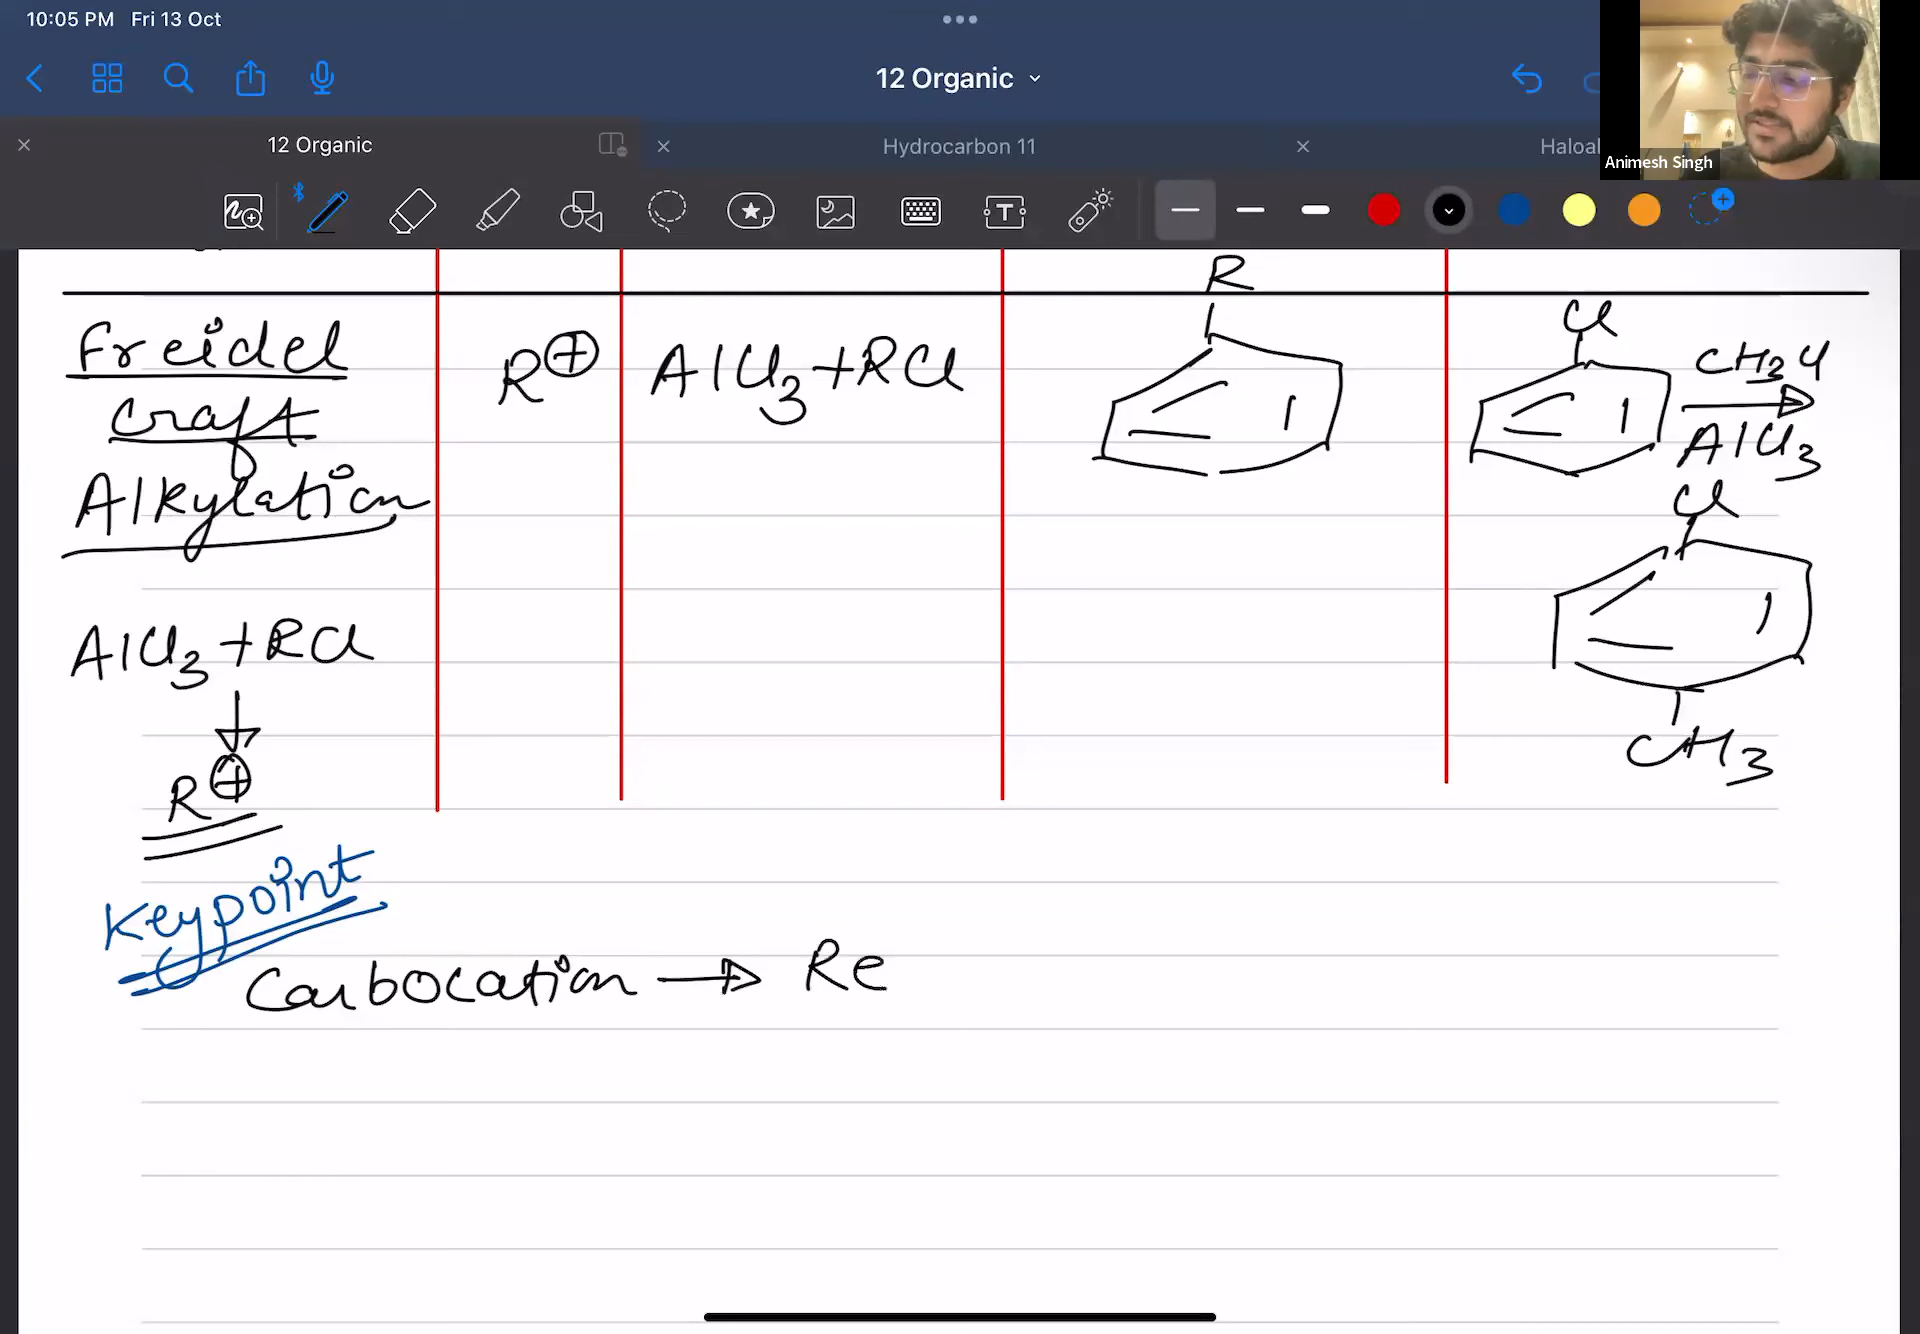 10:05 PM Fri 13 Oct
12 Organic
12 Organic
Hydrocarbon 11
Haloal
Animesh Singh
Freidel
Craft
Alkylation
AlCl3 + RCl
R⊕
R⊕
AlCl3 + RCl
R
Cl
CH3Cl
AlCl3
Cl
CH3
Keypoint
Carbocation → Re